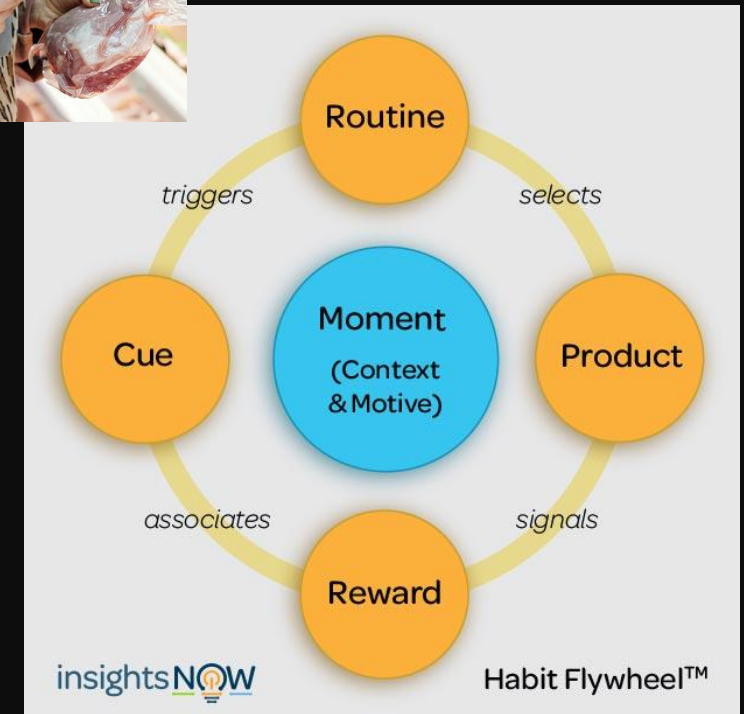 Routine
triggers
selects
Moment
(Context
& Motive)
Cue
Product
associates
signals
Reward
insightsNOW
Habit Flywheel™